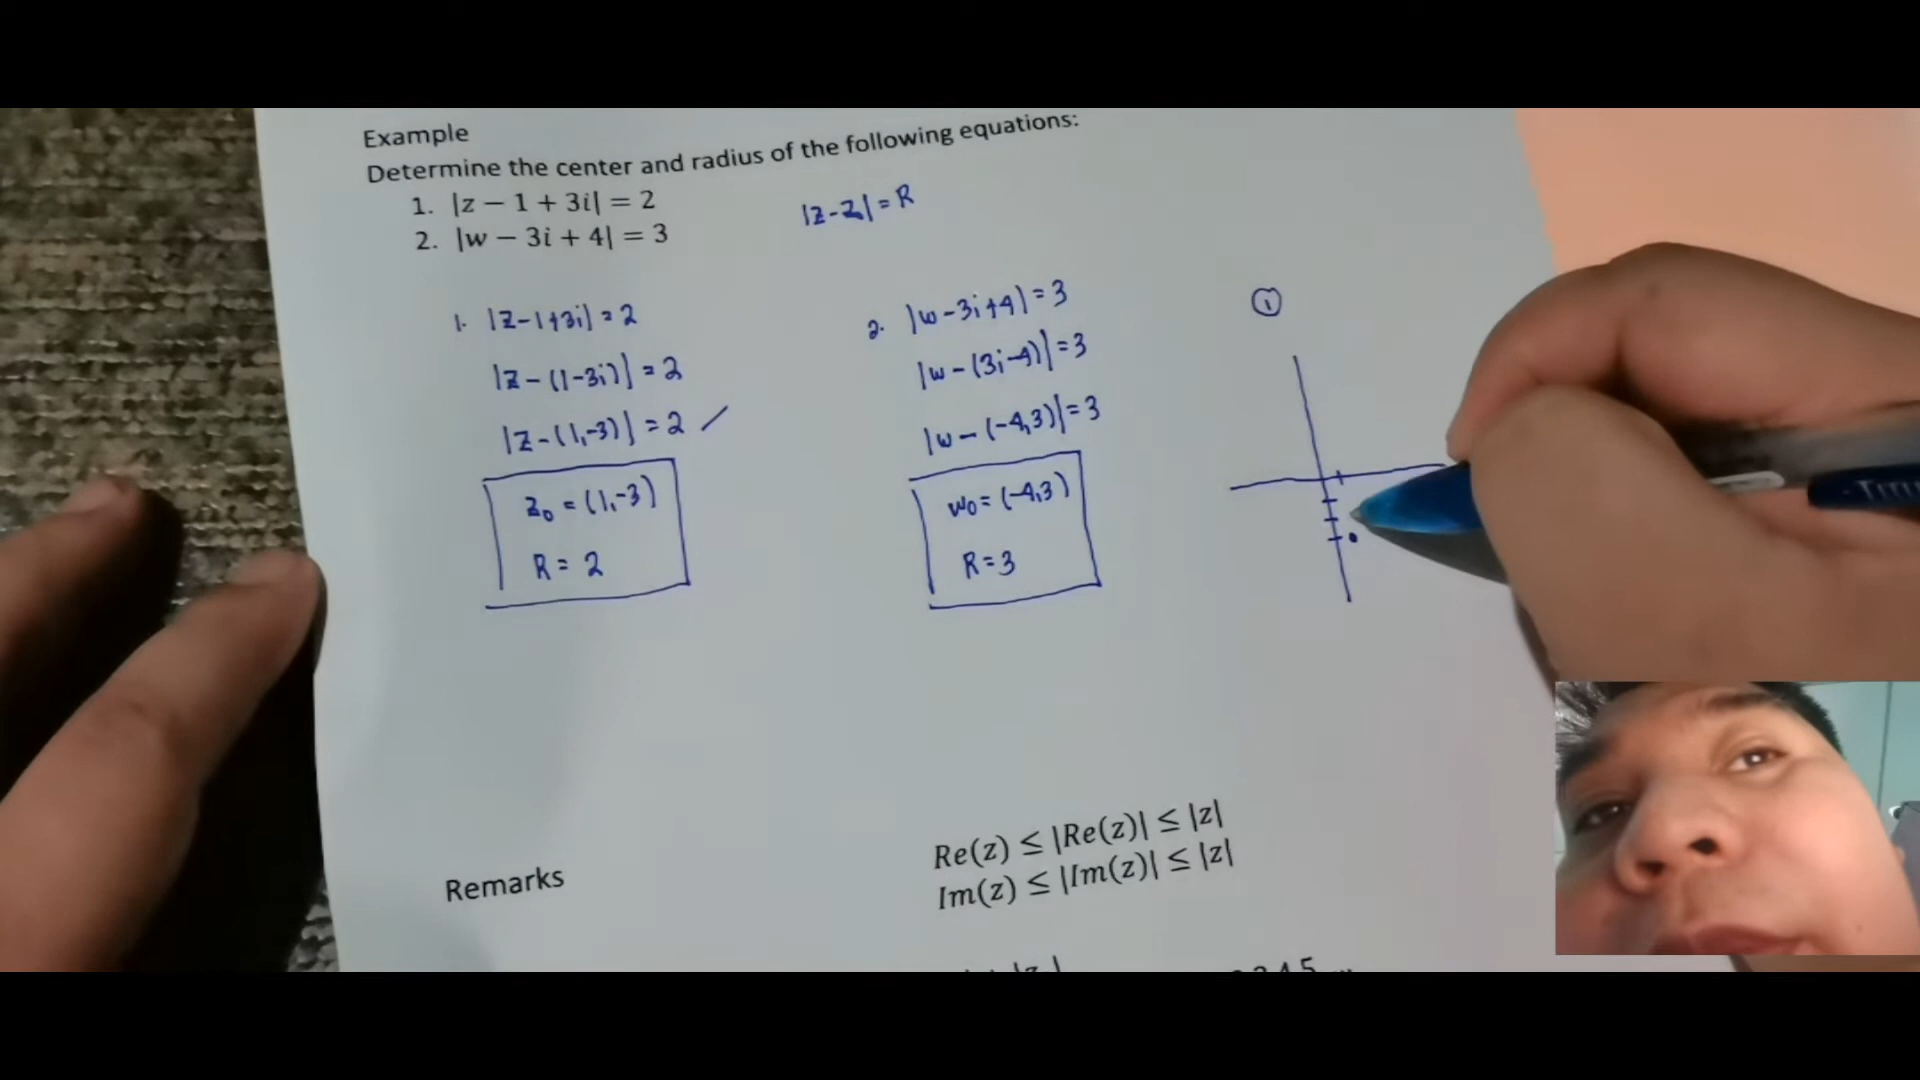 Example
Determine the center and radius of the following equations:
1. |z − 1 + 3i| = 2
2. |w − 3i + 4| = 3
|z-z₀| = R
1. |z-1+3i| = 2
|z-(1-3i)| = 2
|z-(1,-3)| = 2
z₀ = (1,-3)
R = 2
2. |w-3i+4| = 3
|w-(3i-4)| = 3
|w-(-4,3)| = 3
w₀ = (-4,3)
R = 3
①
Remarks
Re(z) ≤ |Re(z)| ≤ |z|
Im(z) ≤ |Im(z)| ≤ |z|